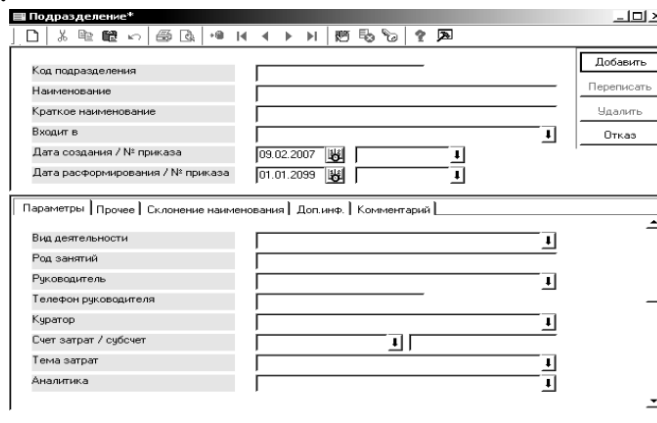 Подразделение*
Добавить
Код подразделения
Переписать
Наименование
Удалить
Краткое наименование
Отказ
Входит в
Дата создания / № приказа 09.02.2007
Дата расформирования / № приказа 01.01.2099
Параметры Прочее Склонение наименования Доп.инф. Комментарий
Вид деятельности
Род занятий
Руководитель
Телефон руководителя
Куратор
Счет затрат / субсчет
Тема затрат
Аналитика